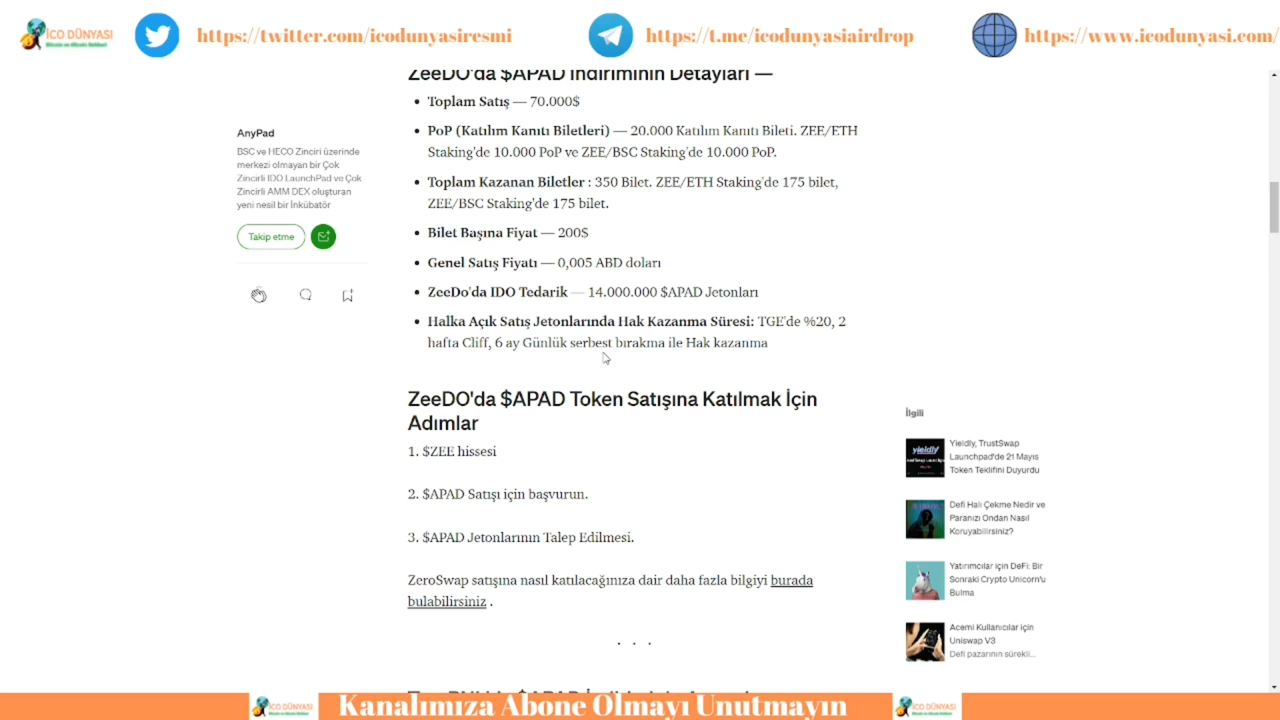 İCO DÜNYASI
Bitcoin ve Altcoin Rehberi
https://twitter.com/icodunyasiresmi
https://t.me/icodunyasiairdrop
https://www.icodunyasi.com/
ZeeDO'da $APAD İndiriminin Detayları —
AnyPad
BSC ve HECO Zinciri üzerinde
merkezi olmayan bir Çok
Zincirli IDO LaunchPad ve Çok
Zincirli AMM DEX oluşturan
yeni nesil bir İnkübatör
Takip etme
• Toplam Satış — 70.000$
• PoP (Katılım Kanıtı Biletleri) — 20.000 Katılım Kanıtı Bileti. ZEE/ETH
Staking'de 10.000 PoP ve ZEE/BSC Staking'de 10.000 PoP.
• Toplam Kazanan Biletler : 350 Bilet. ZEE/ETH Staking'de 175 bilet,
ZEE/BSC Staking'de 175 bilet.
• Bilet Başına Fiyat — 200$
• Genel Satış Fiyatı — 0,005 ABD doları
• ZeeDo'da IDO Tedarik — 14.000.000 $APAD Jetonları
• Halka Açık Satış Jetonlarında Hak Kazanma Süresi: TGE'de %20, 2
hafta Cliff, 6 ay Günlük serbest bırakma ile Hak kazanma
ZeeDO'da $APAD Token Satışına Katılmak İçin
Adımlar
1. $ZEE hissesi
2. $APAD Satışı için başvurun.
3. $APAD Jetonlarının Talep Edilmesi.
ZeroSwap satışına nasıl katılacağınıza dair daha fazla bilgiyi burada
bulabilirsiniz .
. . .
İlgili
Yieldly, TrustSwap
Launchpad'de 21 Mayıs
Token Teklifini Duyurdu
Defi Halı Çekme Nedir ve
Paranızı Ondan Nasıl
Koruyabilirsiniz?
Yatırımcılar için DeFi: Bir
Sonraki Crypto Unicorn'u
Bulma
Acemi Kullanıcılar için
Uniswap V3
Defi pazarının sürekli...
İCO DÜNYASI
Kanalımıza Abone Olmayı Unutmayın
İCO DÜNYASI